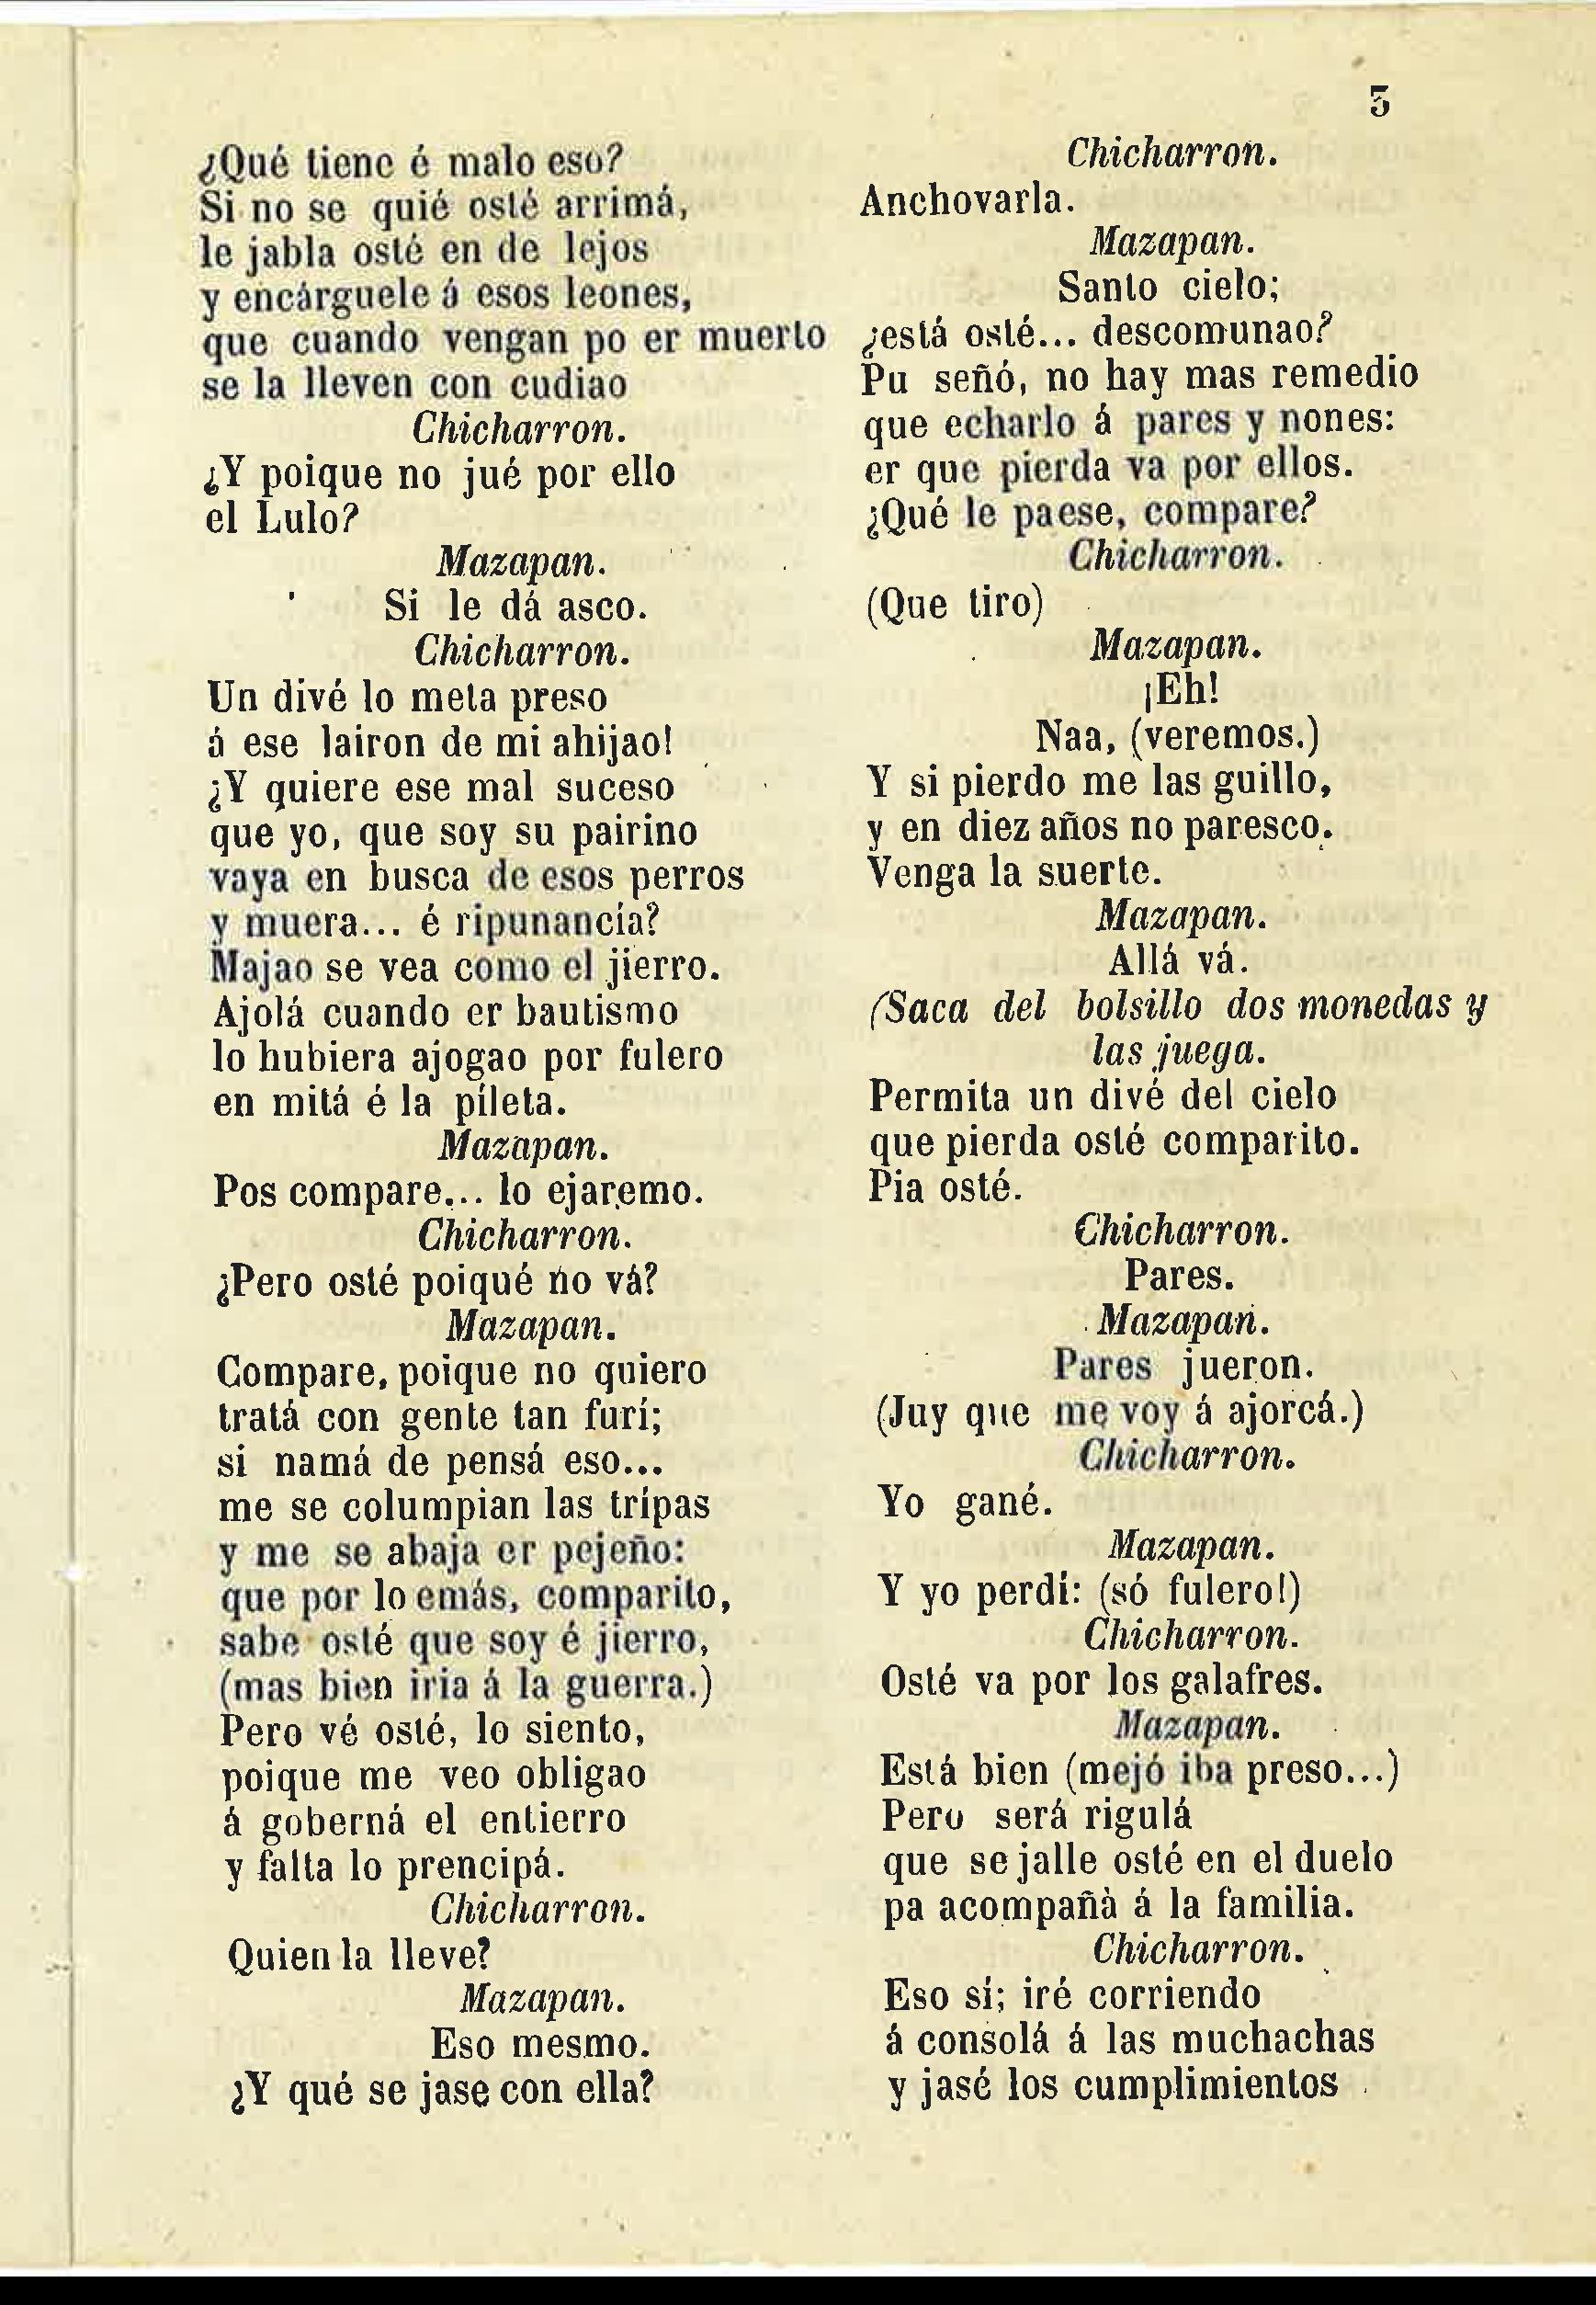 3
¿Qué tiene é malo eso?
Si no se quié osté arrimá,
le jabla osté en de lejos
y encárguele á esos leones,
que cuando vengan po er muerto
se la lleven con cudiao
Chicharron.
¿Y poique no jué por ello
el Lulo?
Mazapan.
Si le dá asco.
Chicharron.
Un divé lo meta preso
á ese lairon de mi ahijao!
¿Y quiere ese mal suceso
que yo, que soy su pairino
vaya en busca de esos perros
y muera... é ripunancía?
Majao se vea como el jierro.
Ajolá cuando er bautismo
lo hubiera ajogao por fulero
en mitá é la pileta.
Mazapan.
Pos compare... lo ejaremo.
Chicharron.
¿Pero osté poiqué no vá?
Mazapan.
Compare, poique no quiero
tratá con gente tan furí;
si namá de pensá eso...
me se columpian las tripas
y me se abaja er pejeño:
que por lo emás, comparito,
sabe osté que soy é jierro,
(mas bien iria á la guerra.)
Pero vé osté, lo siento,
poique me veo obligao
á goberná el entierro
y falta lo prencipá.
Chicharron.
Quien la lleve?
Mazapan.
Eso mesmo.
¿Y qué se jase con ella?
Chicharron.
Anchovarla.
Mazapan.
Santo cielo;
¿está osté... descomunao?
Pu señó, no hay mas remedio
que echarlo á pares y nones:
er que pierda va por ellos.
¿Qué le paese, compare?
Chicharron.
(Que tiro)
Mazapan.
¡Eh!
Naa, (veremos.)
Y si pierdo me las guillo,
y en diez años no paresco.
Venga la suerte.
Mazapan.
Allá vá.
(Saca del bolsillo dos monedas y
las juega.
Permita un divé del cielo
que pierda osté comparito.
Pia osté.
Chicharron.
Pares.
Mazapan.
Pares jueron.
(Juy que me voy á ajorcá.)
Chicharron.
Yo gané.
Mazapan.
Y yo perdí: (só fulero!)
Chicharron.
Osté va por los galafres.
Mazapan.
Está bien (mejó iba preso...)
Pero será rigulá
que se jalle osté en el duelo
pa acompañà á la familia.
Chicharron.
Eso sí; iré corriendo
á consolá á las muchachas
y jasé los cumplimientos